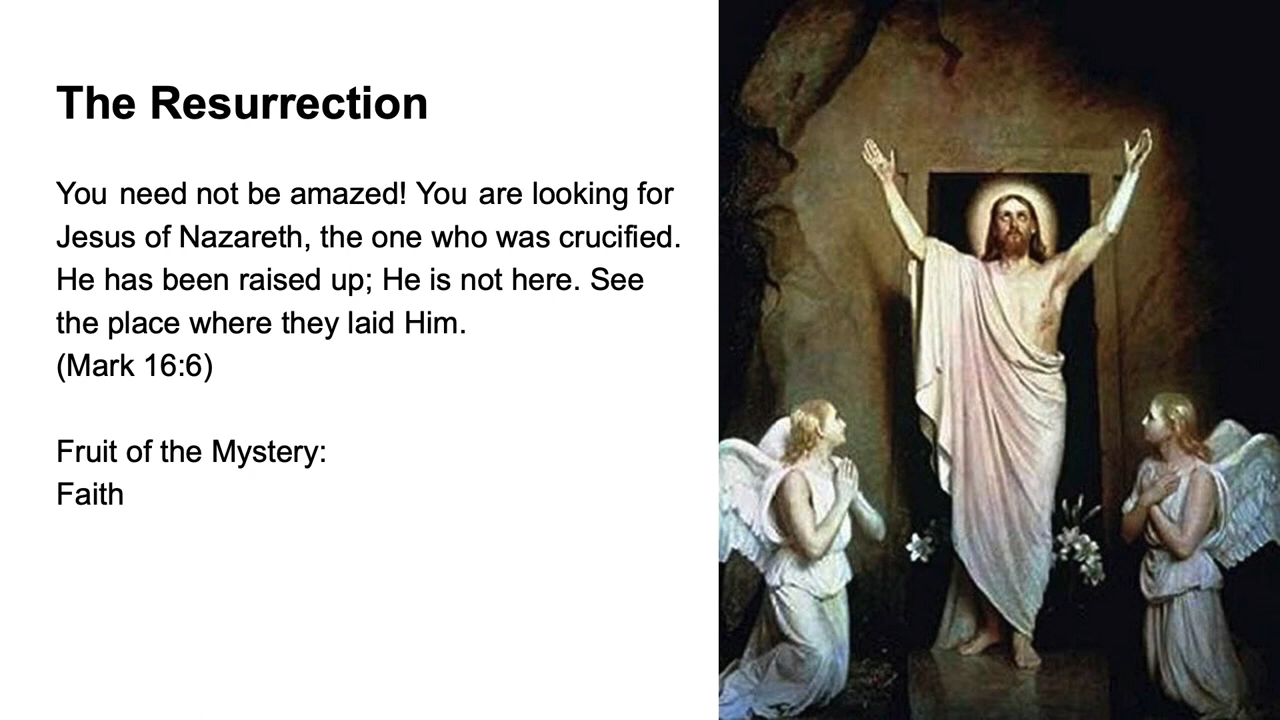 The Resurrection
You need not be amazed! You are looking for
Jesus of Nazareth, the one who was crucified.
He has been raised up; He is not here. See
the place where they laid Him.
(Mark 16:6)
Fruit of the Mystery:
Faith